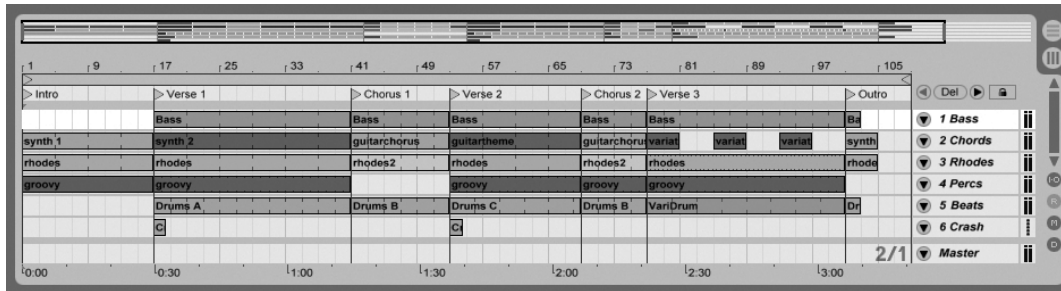 1 9 17 25 33 41 49 57 65 73 81 89 97 105
Intro Verse 1 Chorus 1 Verse 2 Chorus 2 Verse 3 Outro Del
Bass Bass Bass Bass Bass Ba 1 Bass
synth 1 synth 2 guitarchorus guitartheme guitarchorus variat variat variat synth 2 Chords
rhodes rhodes rhodes2 rhodes rhodes2 rhodes rhode 3 Rhodes
groovy groovy groovy groovy groovy 4 Percs
Drums A Drums B Drums C Drums B VariDrum Dr 5 Beats
C 6 Crash
2/1 Master
0:00 0:30 1:00 1:30 2:00 2:30 3:00
I·O
R
M
D